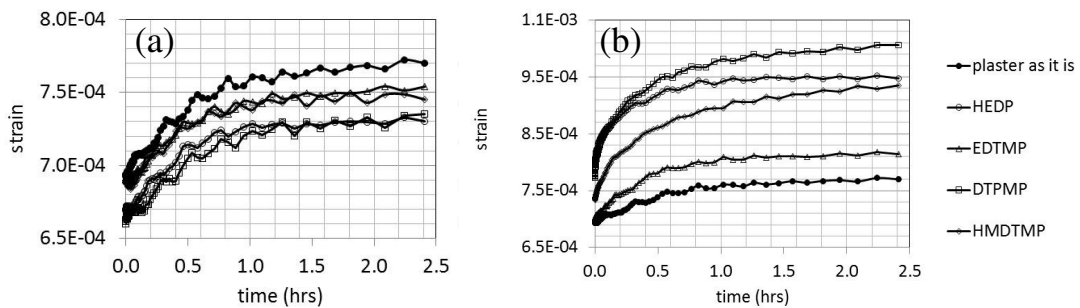 (a)
8.0E-04
7.5E-04
7.0E-04
6.5E-04
strain
0.0 0.5 1.0 1.5 2.0 2.5
time (hrs)
(b)
1.1E-03
9.5E-04
8.5E-04
7.5E-04
6.5E-04
strain
0.0 0.5 1.0 1.5 2.0 2.5
time (hrs)
plaster as it is
HEDP
EDTMP
DTPMP
HMDTMP